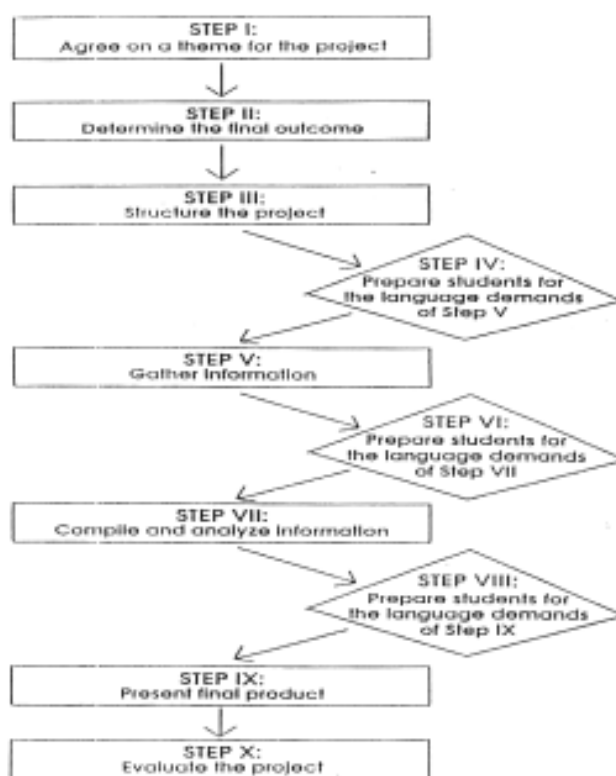 STEP I:
Agree on a theme for the project
STEP II:
Determine the final outcome
STEP III:
Structure the project
STEP IV:
Prepare students for
the language demands
of Step V
STEP V:
Gather Information
STEP VI:
Prepare students for
the language demands
of Step VII
STEP VII:
Compile and analyze information
STEP VIII:
Prepare students for
the language demands
of Step IX
STEP IX:
Present final product
STEP X:
Evaluate the project